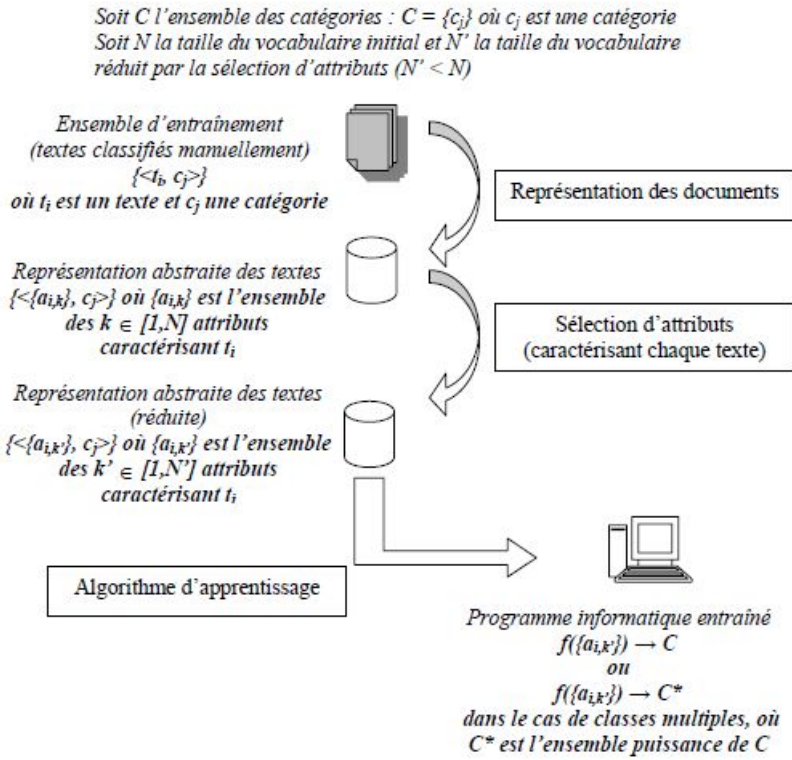 Soit C l'ensemble des catégories : C = {cj} où cj est une catégorie
Soit N la taille du vocabulaire initial et N' la taille du vocabulaire
réduit par la sélection d'attributs (N' < N)
Ensemble d'entraînement
(textes classifiés manuellement)
{<ti, cj>}
où ti est un texte et cj une catégorie
Représentation des documents
Représentation abstraite des textes
{<{ai,k}, cj>} où {ai,k} est l'ensemble
des k ∈ [1,N] attributs
caractérisant ti
Sélection d'attributs
(caractérisant chaque texte)
Représentation abstraite des textes
(réduite)
{<{ai,k'}, cj>} où {ai,k'} est l'ensemble
des k' ∈ [1,N'] attributs
caractérisant ti
Algorithme d'apprentissage
Programme informatique entraîné
f({ai,k'}) → C
ou
f({ai,k'}) → C*
dans le cas de classes multiples, où
C* est l'ensemble puissance de C